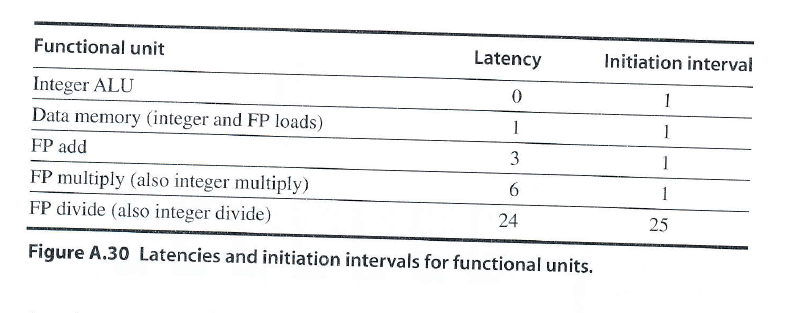 Functional unit Latency Initiation interval
Integer ALU 0 1
Data memory (integer and FP loads) 1 1
FP add 3 1
FP multiply (also integer multiply) 6 1
FP divide (also integer divide) 24 25
Figure A.30 Latencies and initiation intervals for functional units.